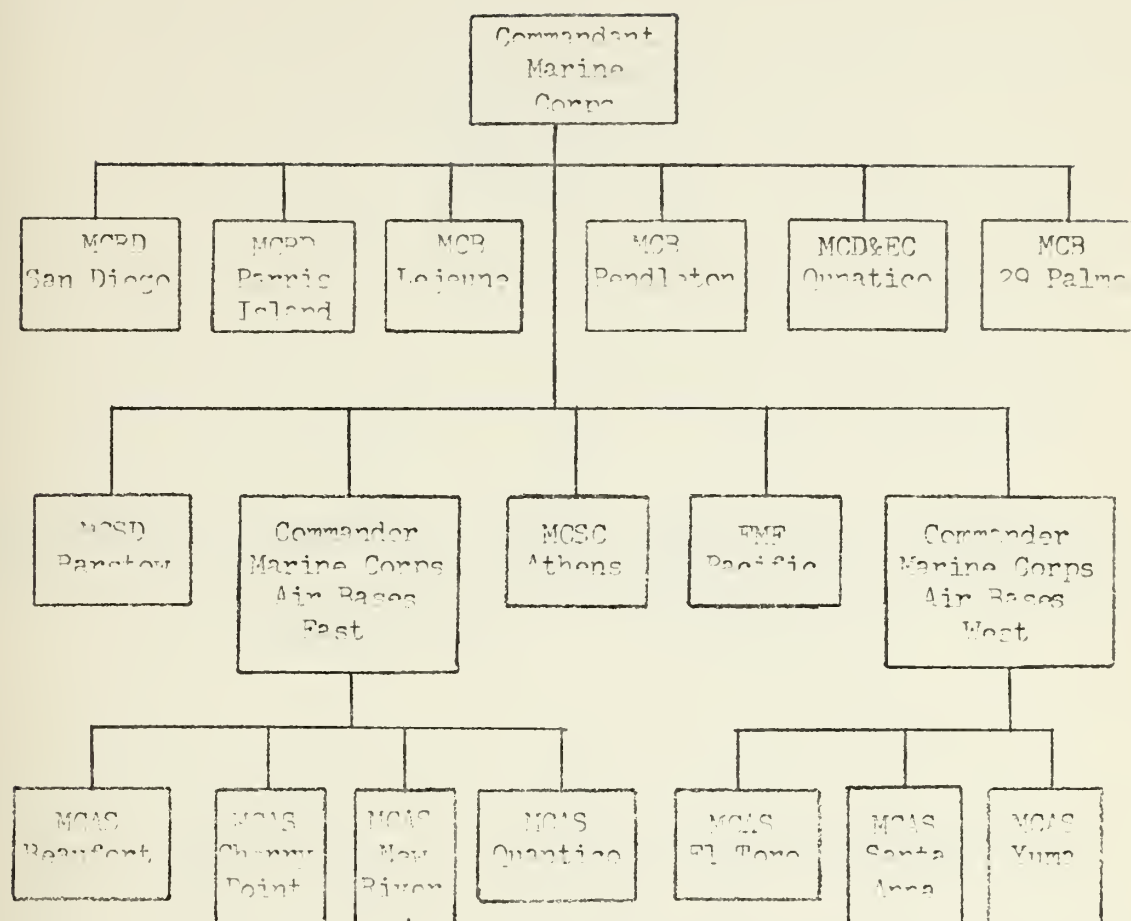 Commandant
Marine
Corps
MCRD
San Diego
MCRD
Parris
Island
MCB
Lejeune
MCB
Pendleton
MCD&EC
Qunatico
MCB
29 Palms
MCSD
Barstow
Commander
Marine Corps
Air Bases
East
MCSC
Athens
FMF
Pacific
Commander
Marine Corps
Air Bases
West
MCAS
Beaufort
MCAS
Cherry
Point
MCAS
New
River
MCAS
Quantico
MCAS
El Toro
MCAS
Santa
Anna
MCAS
Yuma